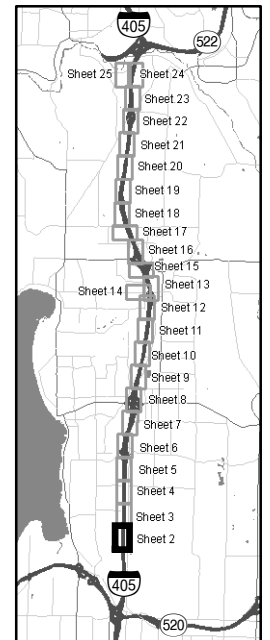 405
522
Sheet 25 Sheet 24
Sheet 23
Sheet 22
Sheet 21
Sheet 20
Sheet 19
Sheet 18
Sheet 17
Sheet 16
Sheet 15
Sheet 13
Sheet 14
Sheet 12
Sheet 11
Sheet 10
Sheet 9
Sheet 8
Sheet 7
Sheet 6
Sheet 5
Sheet 4
Sheet 3
Sheet 2
405
520